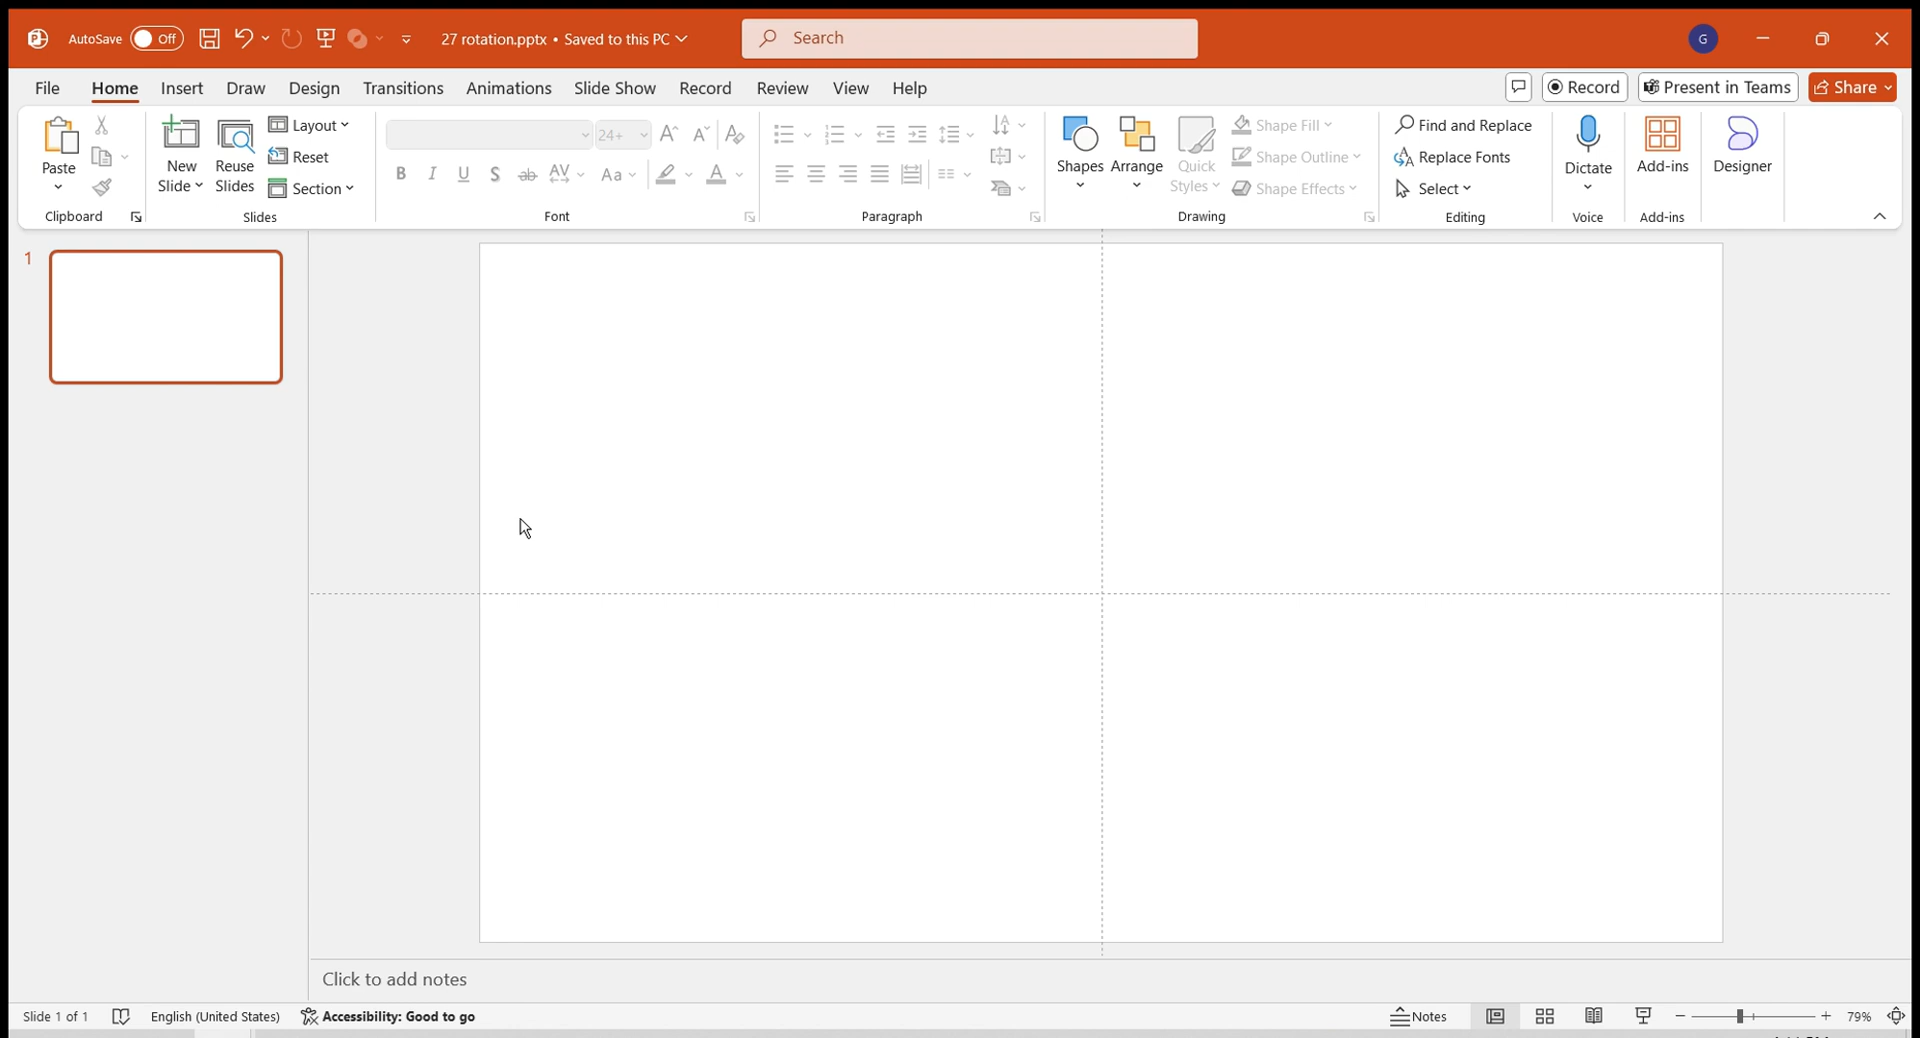 AutoSave Off 27 rotation.pptx • Saved to this PC Search G
File Home Insert Draw Design Transitions Animations Slide Show Record Review View Help Record Present in Teams Share
Paste
New
Slide
Reuse
Slides
Layout
Reset
Section
24+
B I U S ab AV Aa A
Shapes
Arrange
Quick
Styles
Shape Fill
Shape Outline
Shape Effects
Find and Replace
Replace Fonts
Select
Dictate
Add-ins
Designer
Clipboard Slides Font Paragraph Drawing Editing Voice Add-ins
1
Click to add notes
Slide 1 of 1 English (United States) Accessibility: Good to go Notes 79%